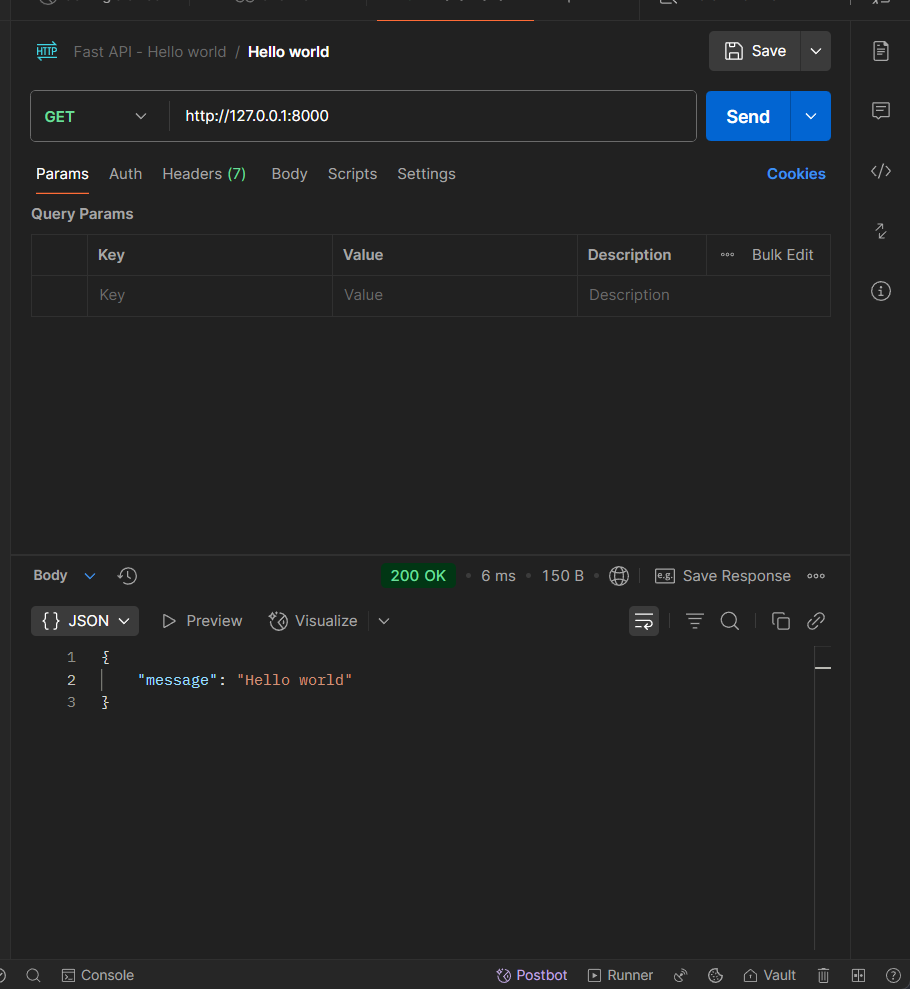 HTTP Fast API - Hello world / Hello world Save
GET http://127.0.0.1:8000 Send
Params Auth Headers (7) Body Scripts Settings Cookies
Query Params
Key Value Description Bulk Edit
Key Value Description
Body 200 OK • 6 ms • 150 B • e.g. Save Response
{} JSON Preview Visualize
1 {
2 "message": "Hello world"
3 }
Console Postbot Runner Vault